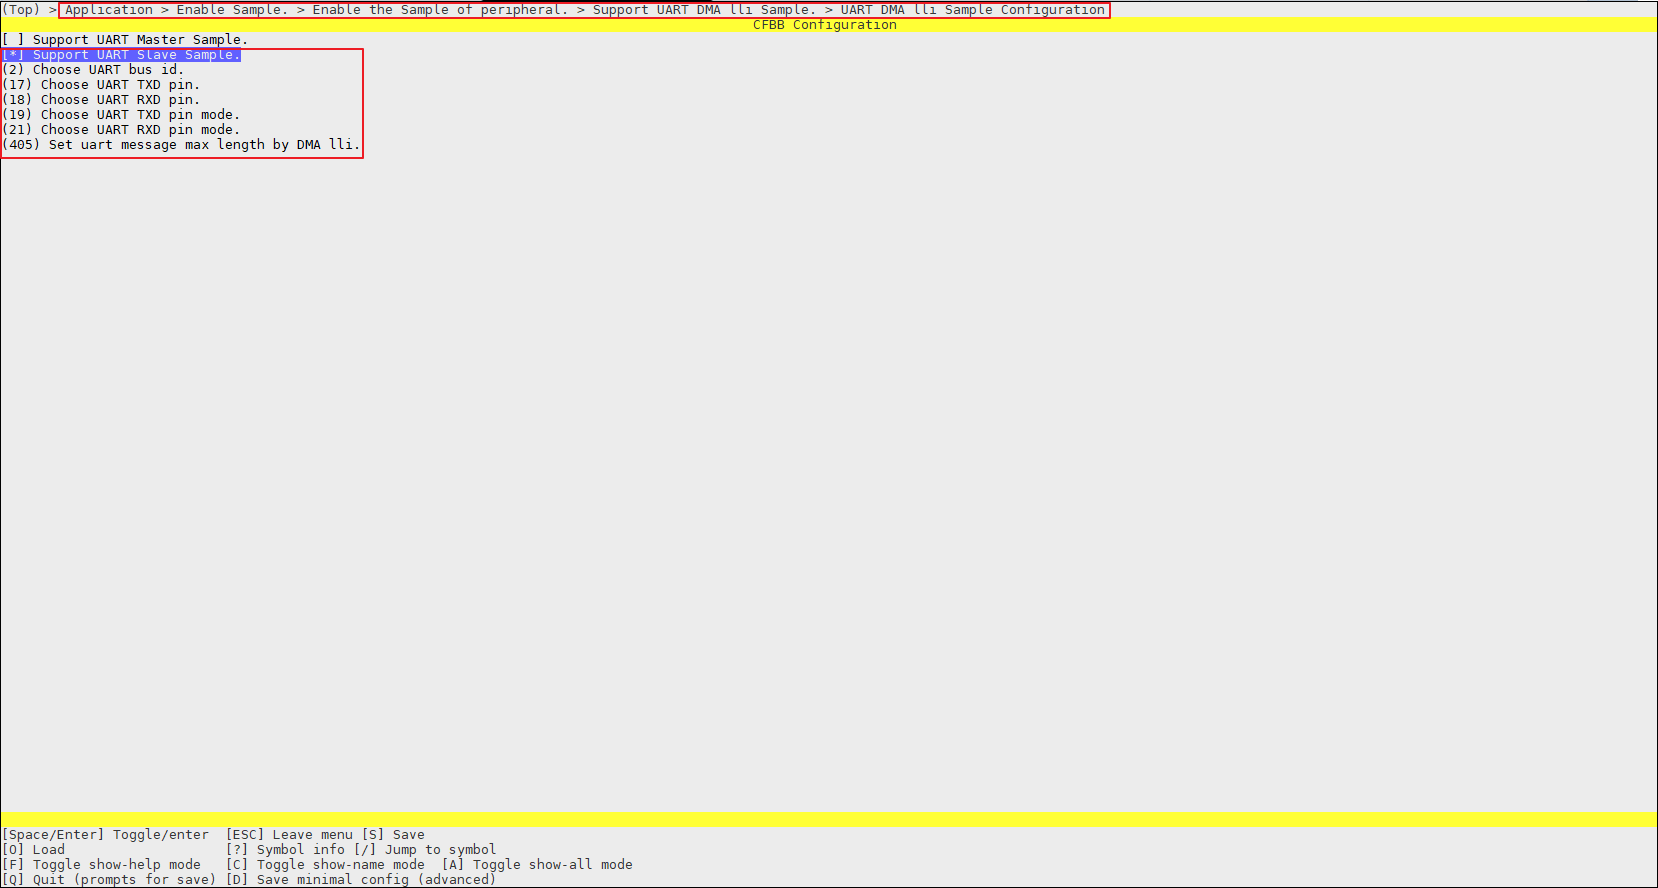 (Top) > Application > Enable Sample. > Enable the Sample of peripheral. > Support UART DMA lli Sample. > UART DMA lli Sample Configuration
CFBB Configuration
[ ] Support UART Master Sample.
[*] Support UART Slave Sample.
(2) Choose UART bus id.
(17) Choose UART TXD pin.
(18) Choose UART RXD pin.
(19) Choose UART TXD pin mode.
(21) Choose UART RXD pin mode.
(405) Set uart message max length by DMA lli.
[Space/Enter] Toggle/enter  [ESC] Leave menu [S] Save
[O] Load                    [?] Symbol info [/] Jump to symbol
[F] Toggle show-help mode   [C] Toggle show-name mode  [A] Toggle show-all mode
[Q] Quit (prompts for save) [D] Save minimal config (advanced)